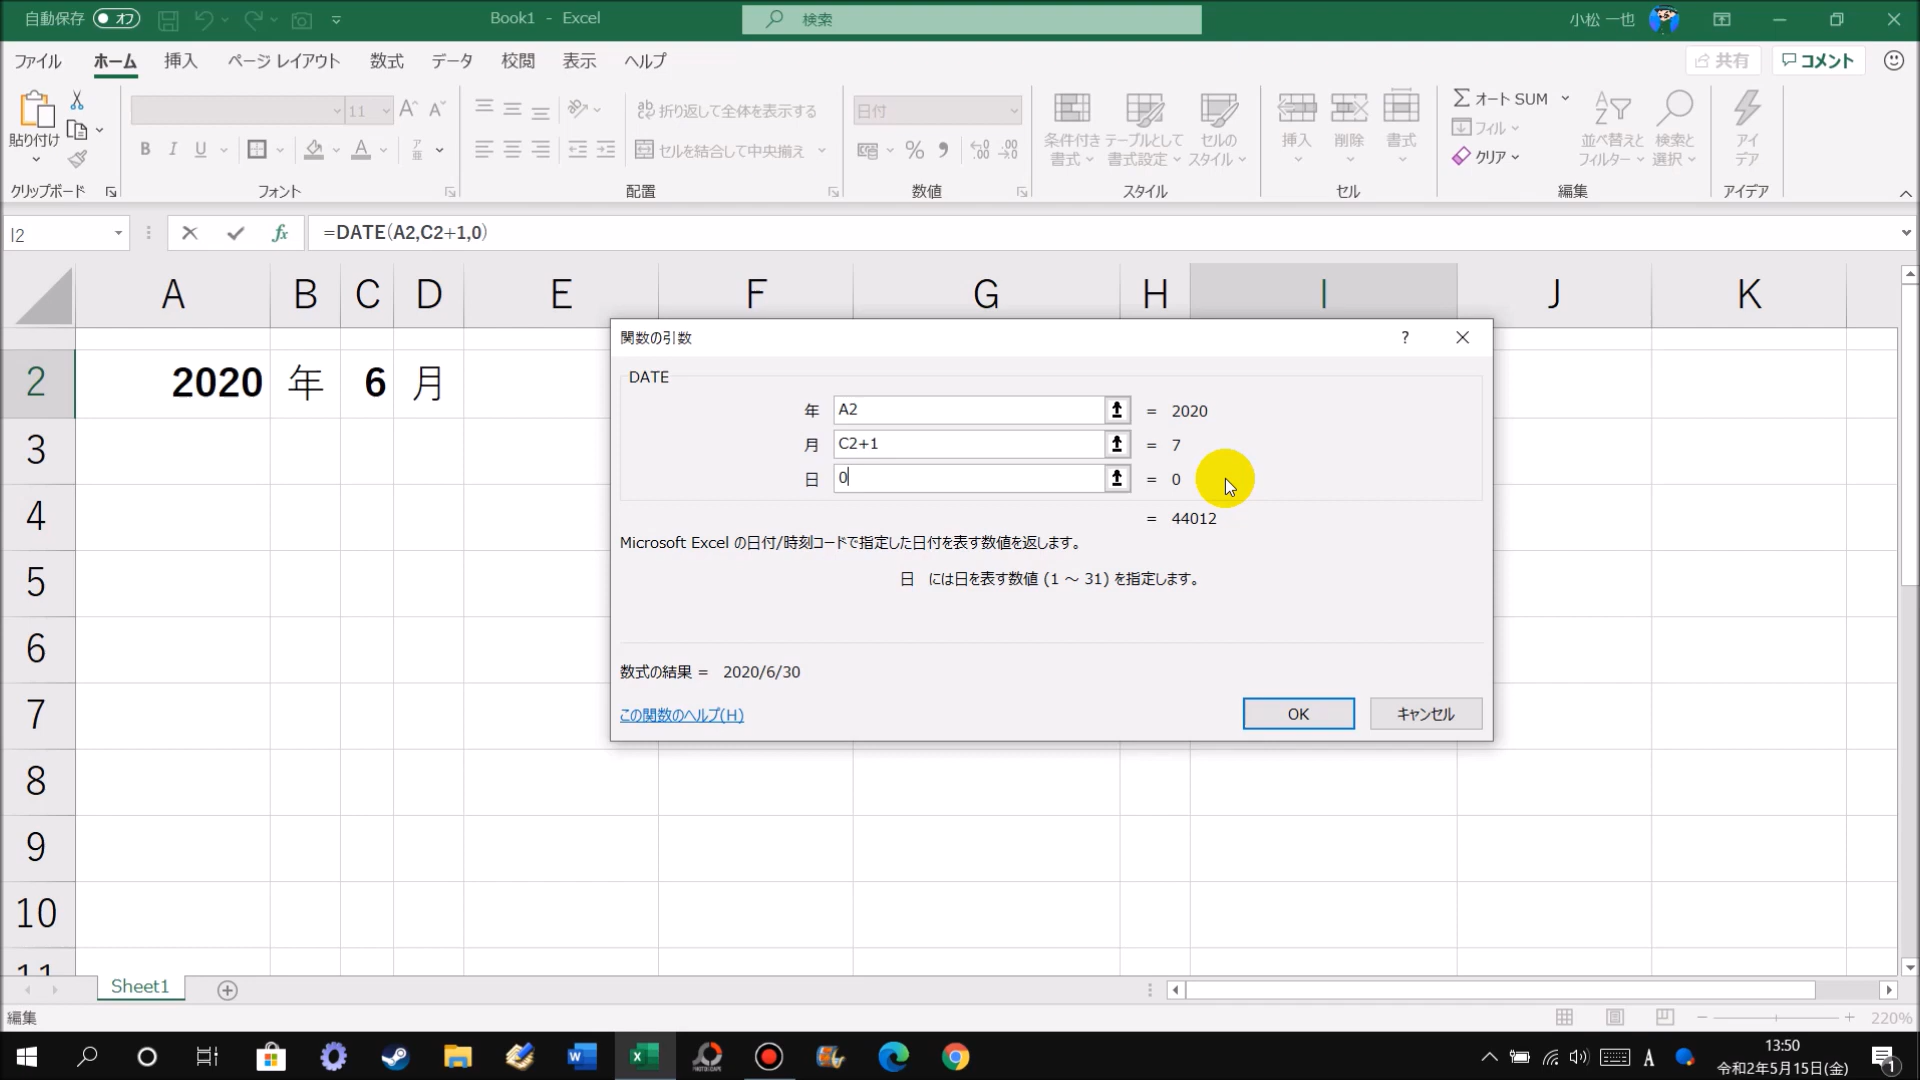 自動保存 オフ Book1 - Excel 検索 小松 一也
ファイル ホーム 挿入 ページ レイアウト 数式 データ 校閲 表示 ヘルプ 共有 コメント
11 A A 折り返して全体を表示する 日付 オート SUM
貼り付け B I U A セルを結合して中央揃え % 条件付き書式 テーブルとして書式設定 セルのスタイル 挿入 削除 書式 フィル クリア 並べ替えとフィルター 検索と選択 アイデア
クリップボード フォント 配置 数値 スタイル セル 編集 アイデア
I2 fx =DATE(A2,C2+1,0)
A B C D E F G H I J K
関数の引数 ?
DATE
2 2020 年 6 月
年 A2 = 2020
月 C2+1 = 7
3
日 0 = 0
4
= 44012
Microsoft Excel の日付/時刻コードで指定した日付を表す数値を返します。
5
日 には日を表す数値 (1 ～ 31) を指定します。
6
数式の結果 = 2020/6/30
7
この関数のヘルプ(H) OK キャンセル
8
9
10
11
Sheet1
編集 220%
A 13:50
令和2年5月15日(金) 1